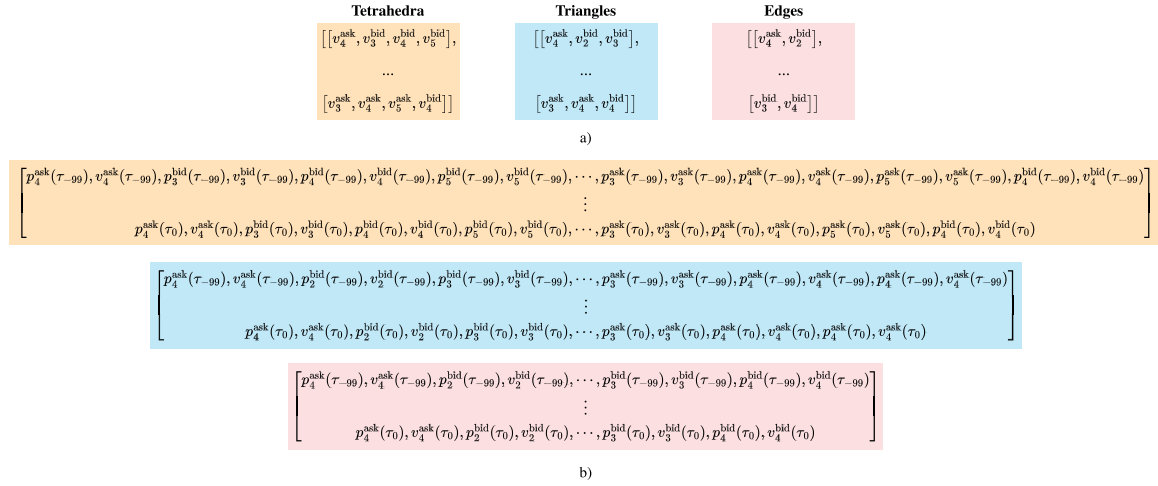 Tetrahedra Triangles Edges
[[v_4^ask, v_3^bid, v_4^bid, v_5^bid], [[v_4^ask, v_2^bid, v_3^bid], [[v_4^ask, v_2^bid],
... ... ...
[v_3^ask, v_4^ask, v_5^ask, v_4^bid]] [v_3^ask, v_4^ask, v_4^bid]] [v_3^bid, v_4^bid]]
a)
[p_4^ask(τ_−99), v_4^ask(τ_−99), p_3^bid(τ_−99), v_3^bid(τ_−99), p_4^bid(τ_−99), v_4^bid(τ_−99), p_5^bid(τ_−99), v_5^bid(τ_−99), ⋯, p_3^ask(τ_−99), v_3^ask(τ_−99), p_4^ask(τ_−99), v_4^ask(τ_−99), p_5^ask(τ_−99), v_5^ask(τ_−99), p_4^bid(τ_−99), v_4^bid(τ_−99)
⋮
p_4^ask(τ_0), v_4^ask(τ_0), p_3^bid(τ_0), v_3^bid(τ_0), p_4^bid(τ_0), v_4^bid(τ_0), p_5^bid(τ_0), v_5^bid(τ_0), ⋯, p_3^ask(τ_0), v_3^ask(τ_0), p_4^ask(τ_0), v_4^ask(τ_0), p_5^ask(τ_0), v_5^ask(τ_0), p_4^bid(τ_0), v_4^bid(τ_0)]
[p_4^ask(τ_−99), v_4^ask(τ_−99), p_2^bid(τ_−99), v_2^bid(τ_−99), p_3^bid(τ_−99), v_3^bid(τ_−99), ⋯, p_3^ask(τ_−99), v_3^ask(τ_−99), p_4^ask(τ_−99), v_4^ask(τ_−99), p_4^ask(τ_−99), v_4^ask(τ_−99)
⋮
p_4^ask(τ_0), v_4^ask(τ_0), p_2^bid(τ_0), v_2^bid(τ_0), p_3^bid(τ_0), v_3^bid(τ_0), ⋯, p_3^ask(τ_0), v_3^ask(τ_0), p_4^ask(τ_0), v_4^ask(τ_0), p_4^ask(τ_0), v_4^ask(τ_0)]
[p_4^ask(τ_−99), v_4^ask(τ_−99), p_2^bid(τ_−99), v_2^bid(τ_−99), ⋯, p_3^bid(τ_−99), v_3^bid(τ_−99), p_4^bid(τ_−99), v_4^bid(τ_−99)
⋮
p_4^ask(τ_0), v_4^ask(τ_0), p_2^bid(τ_0), v_2^bid(τ_0), ⋯, p_3^bid(τ_0), v_3^bid(τ_0), p_4^bid(τ_0), v_4^bid(τ_0)]
b)